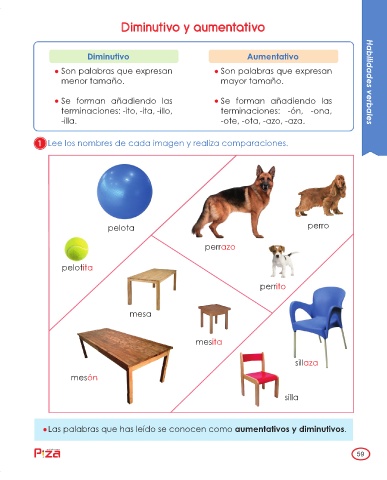 Diminutivo y aumentativo
Diminutivo
• Son palabras que expresan
menor tamaño.
• Se forman añadiendo las
terminaciones: -ito, -ita, -illo,
-illa.
Aumentativo
• Son palabras que expresan
mayor tamaño.
• Se forman añadiendo las
terminaciones: -ón, -ona,
-ote, -ota, -azo, -aza.
Habilidades verbales
1 Lee los nombres de cada imagen y realiza comparaciones.
pelota
perro
perrazo
pelotita
perrito
mesa
mesita
sillaza
mesón
silla
• Las palabras que has leído se conocen como aumentativos y diminutivos.
Pizza
59